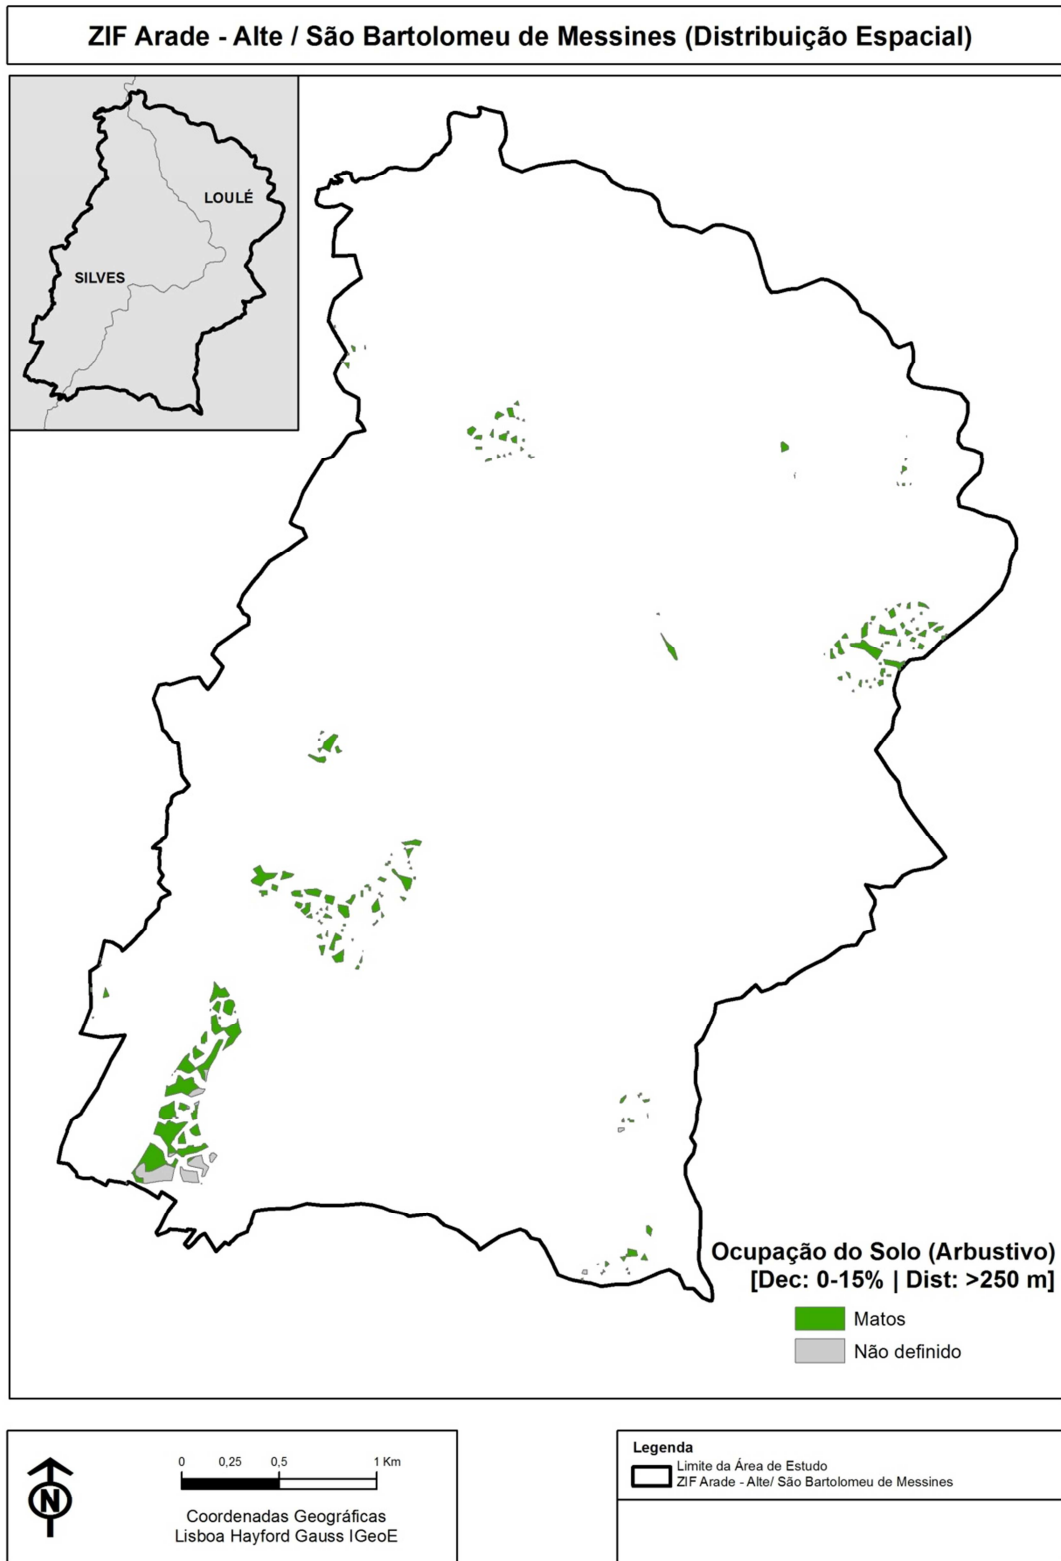 ZIF Arade - Alte / São Bartolomeu de Messines (Distribuição Espacial)
LOULÉ
SILVES
Ocupação do Solo (Arbustivo)
[Dec: 0-15% | Dist: >250 m]
Matos
Não definido
N
0 0,25 0,5 1 Km
Coordenadas Geográficas
Lisboa Hayford Gauss IGeoE
Legenda
Limite da Área de Estudo
ZIF Arade - Alte/ São Bartolomeu de Messines